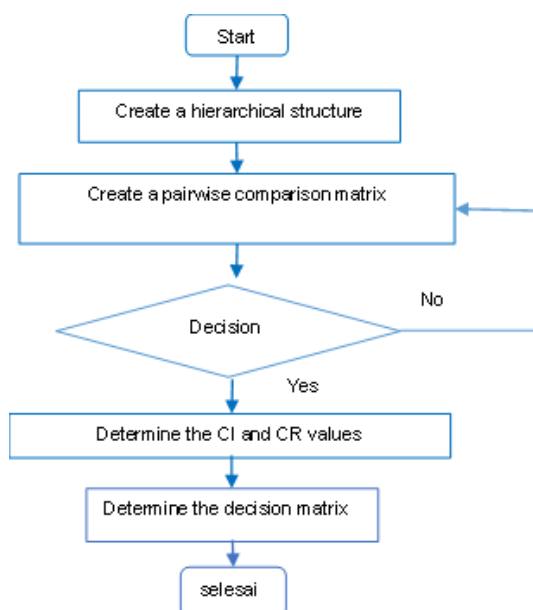 Start
Create a hierarchical structure
Create a pairwise comparison matrix
Decision
No
Yes
Determine the CI and CR values
Determine the decision matrix
selesai